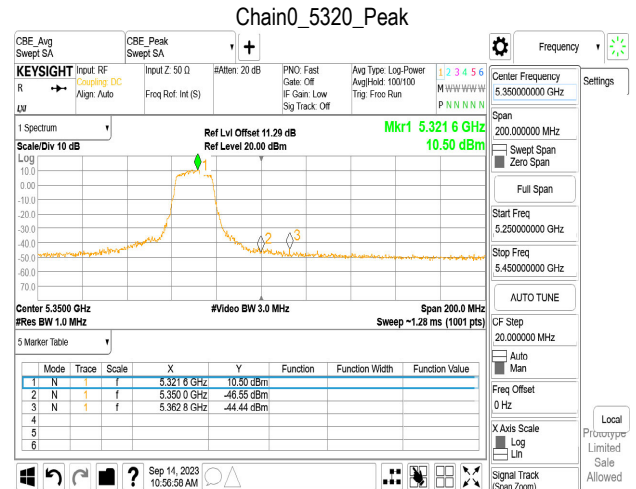 Chain0_5320_Peak
CBE_Avg
Swept SA
CBE_Peak
Swept SA
KEYSIGHT
R
Input: RF
Coupling: DC
Align: Auto
Input Z: 50 Ω
Freq Ref: Int (S)
#Atten: 20 dB
PNO: Fast
Gate: Off
IF Gain: Low
Sig Track: Off
Avg Type: Log-Power
Avg|Hold: 100/100
Trig: Free Run
1 2 3 4 5 6
M W W W W W
P N N N N N
1 Spectrum
Scale/Div 10 dB
Ref Lvl Offset 11.29 dB
Ref Level 20.00 dBm
Mkr1 5.321 6 GHz
10.50 dBm
Log
10.0
0.00
-10.0
-20.0
-30.0
-40.0
-50.0
-60.0
-70.0
1
2
3
Center 5.3500 GHz
#Res BW 1.0 MHz
#Video BW 3.0 MHz
Span 200.0 MHz
Sweep ~1.28 ms (1001 pts)
5 Marker Table
Mode Trace Scale X Y Function Function Width Function Value
1 N 1 f 5.321 6 GHz 10.50 dBm
2 N 1 f 5.350 0 GHz -46.55 dBm
3 N 1 f 5.362 8 GHz -44.44 dBm
4
5
6
Sep 14, 2023
10:56:58 AM
?
Frequency
Settings
Center Frequency
5.350000000 GHz
Span
200.000000 MHz
Swept Span
Zero Span
Full Span
Start Freq
5.250000000 GHz
Stop Freq
5.450000000 GHz
AUTO TUNE
CF Step
20.000000 MHz
Auto
Man
Freq Offset
0 Hz
X Axis Scale
Log
Lin
Signal Track
(Span Zoom)
Local
Prototype
Limited
Sale
Allowed